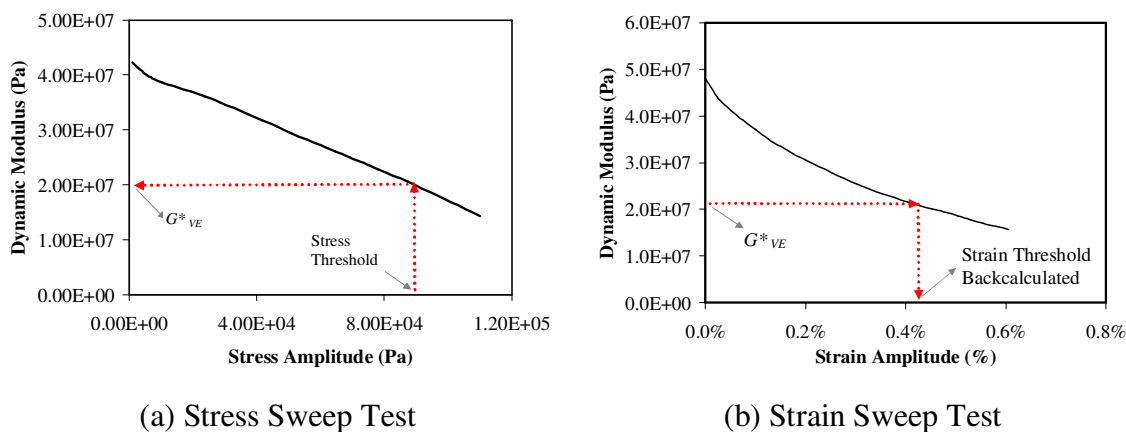 5.00E+07
4.00E+07
3.00E+07
2.00E+07
1.00E+07
0.00E+00
Dynamic Modulus (Pa)
G*VE
Stress
Threshold
0.00E+00 4.00E+04 8.00E+04 1.20E+05
Stress Amplitude (Pa)
(a) Stress Sweep Test
6.0E+07
5.0E+07
4.0E+07
3.0E+07
2.0E+07
1.0E+07
0.0E+00
Dynamic Modulus (Pa)
G*VE
Strain Threshold
Backcalculated
0.0% 0.2% 0.4% 0.6% 0.8%
Strain Amplitude (%)
(b) Strain Sweep Test